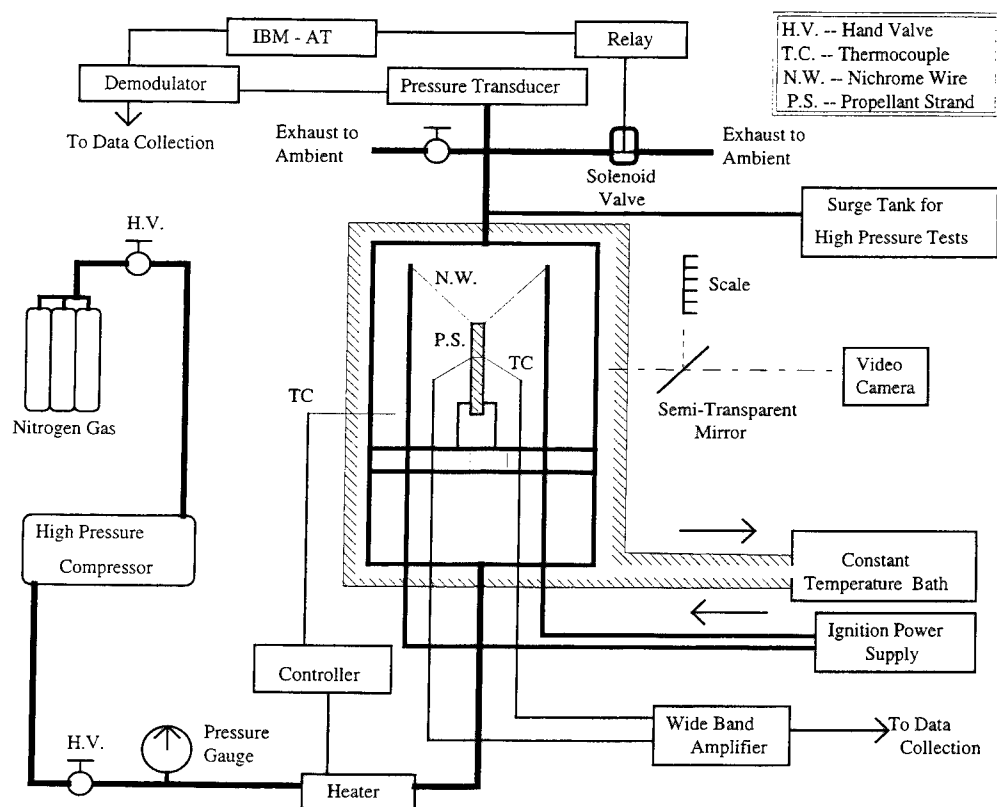 IBM - AT
Relay
H.V. -- Hand Valve
T.C. -- Thermocouple
N.W. -- Nichrome Wire
P.S. -- Propellant Strand
Demodulator
Pressure Transducer
To Data Collection
Exhaust to
Ambient
Exhaust to
Ambient
Solenoid
Valve
Surge Tank for
High Pressure Tests
H.V.
N.W.
Scale
P.S.
TC
Video
Camera
TC
Semi-Transparent
Mirror
Nitrogen Gas
High Pressure
Compressor
Constant
Temperature Bath
Ignition Power
Supply
Controller
Wide Band
Amplifier
To Data
Collection
H.V.
Pressure
Gauge
Heater